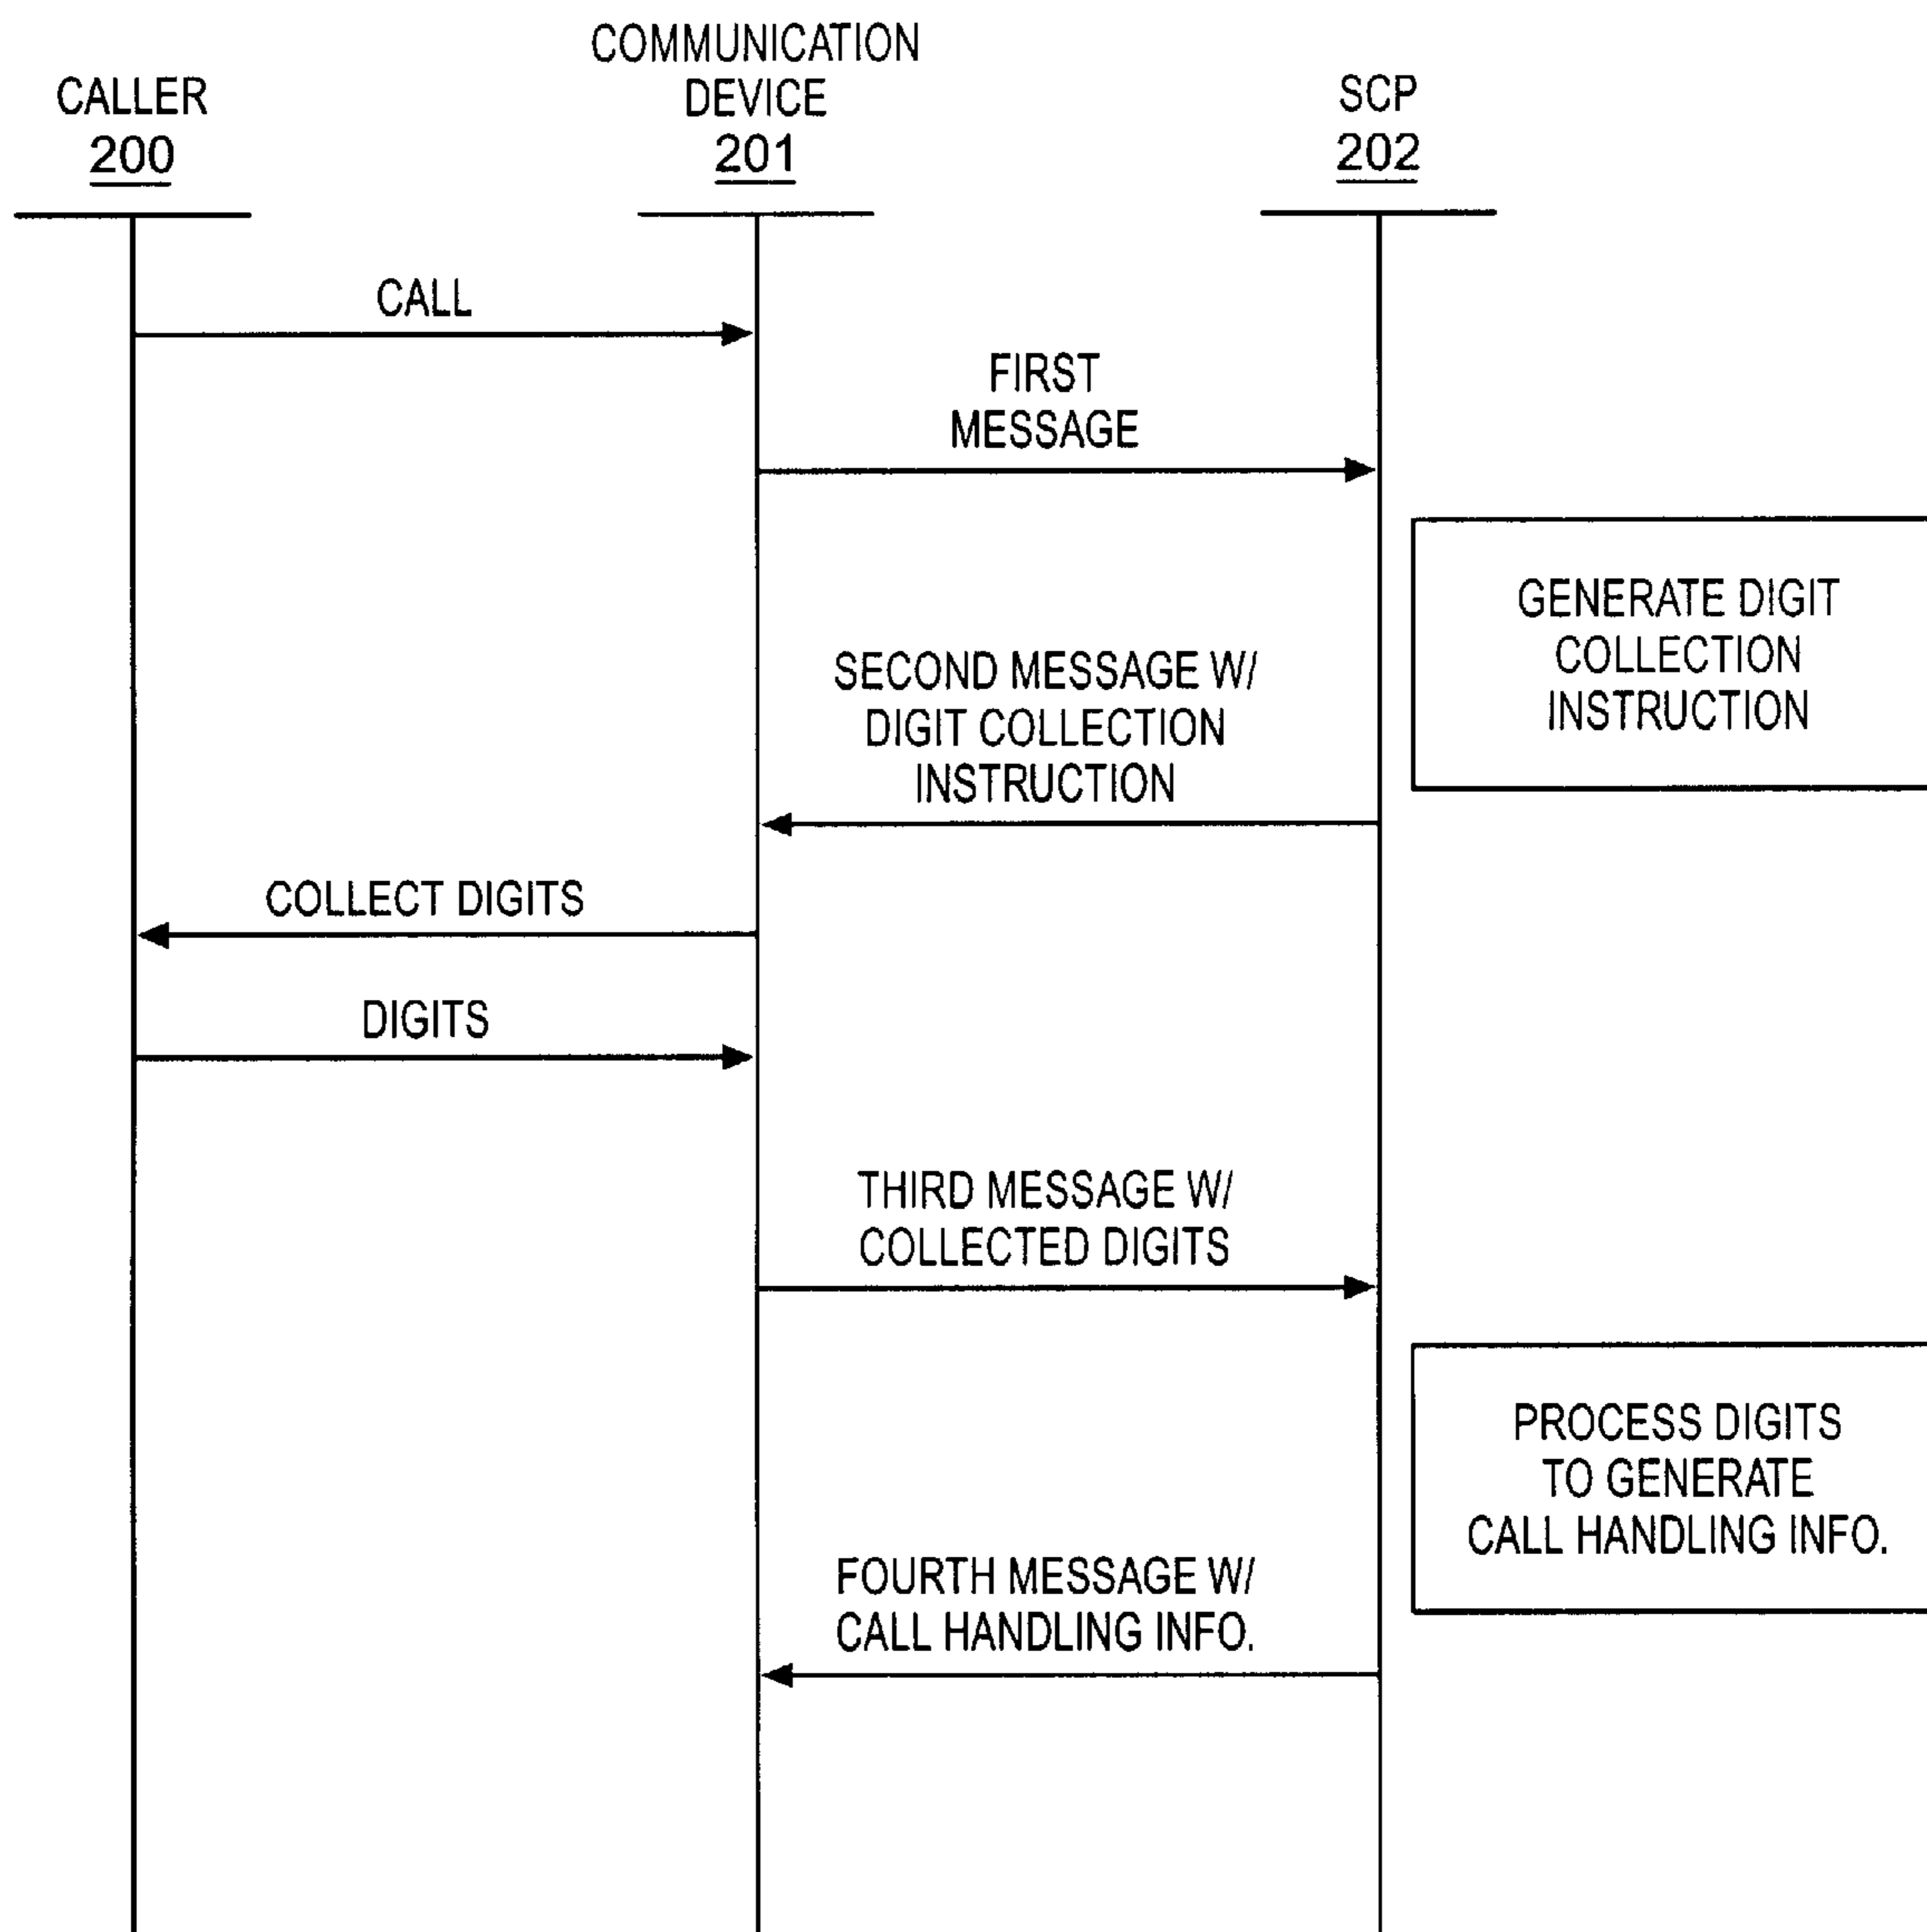 CALLER
200
COMMUNICATION
DEVICE
201
SCP
202
CALL
FIRST
MESSAGE
GENERATE DIGIT
COLLECTION
INSTRUCTION
SECOND MESSAGE W/
DIGIT COLLECTION
INSTRUCTION
COLLECT DIGITS
DIGITS
THIRD MESSAGE W/
COLLECTED DIGITS
PROCESS DIGITS
TO GENERATE
CALL HANDLING INFO.
FOURTH MESSAGE W/
CALL HANDLING INFO.